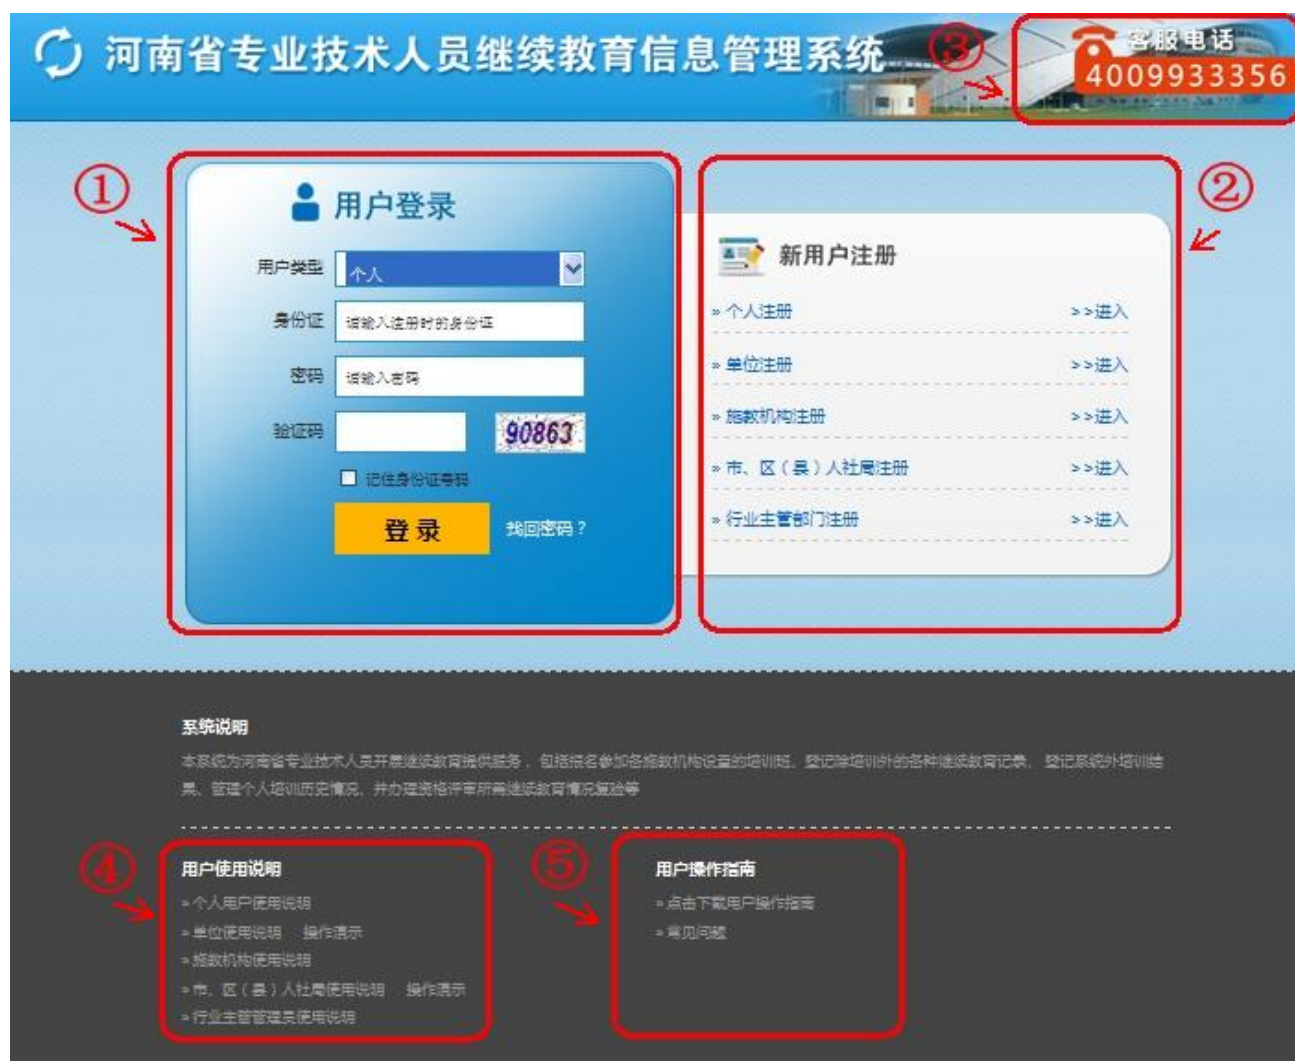 河南省专业技术人员继续教育信息管理系统
③
客服电话
4009933356
①
用户登录
用户类型 个人
身份证 请输入注册时的身份证
密码 请输入密码
验证码 90863
记住身份证号码
登录 找回密码？
②
新用户注册
» 个人注册 >>进入
» 单位注册 >>进入
» 施教机构注册 >>进入
» 市、区（县）人社局注册 >>进入
» 行业主管部门注册 >>进入
系统说明
本系统为河南省专业技术人员开展继续教育提供服务，包括报名参加各施教机构设置的培训班、登记除培训外的各种继续教育记录、登记系统外培训结
果、管理个人培训历史情况、并办理资格评审所需继续教育情况复验等
④
用户使用说明
» 个人用户使用说明
» 单位使用说明 操作演示
» 施教机构使用说明
» 市、区（县）人社局使用说明 操作演示
» 行业主管管理员使用说明
⑤
用户操作指南
» 点击下载用户操作指南
» 常见问题